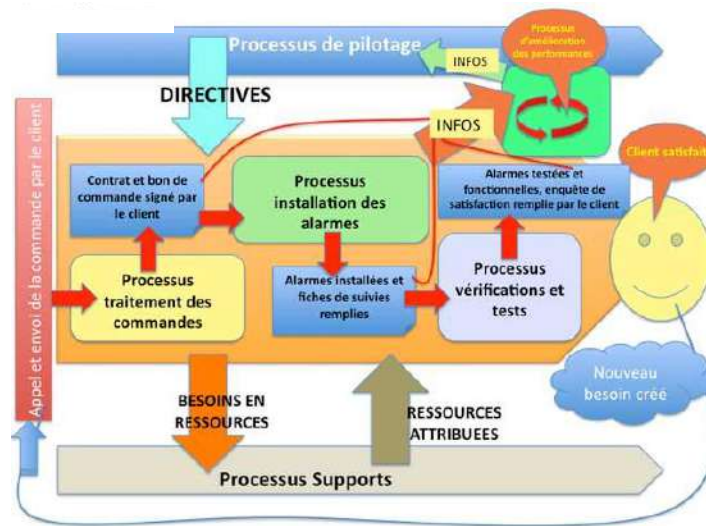 Processus de pilotage
Processus
d'amélioration
des performances
INFOS
DIRECTIVES
INFOS
Client satisfait
Appel et envoi de la commande par le client
Contrat et bon de
commande signé par
le client
Processus
installation des
alarmes
Alarmes testées et
fonctionnelles, enquête de
satisfaction remplie par le client
Processus
traitement des
commandes
Alarmes installées et
fiches de suivies
remplies
Processus
vérifications et
tests
Nouveau
besoin créé
BESOINS EN
RESSOURCES
RESSOURCES
ATTRIBUEES
Processus Supports